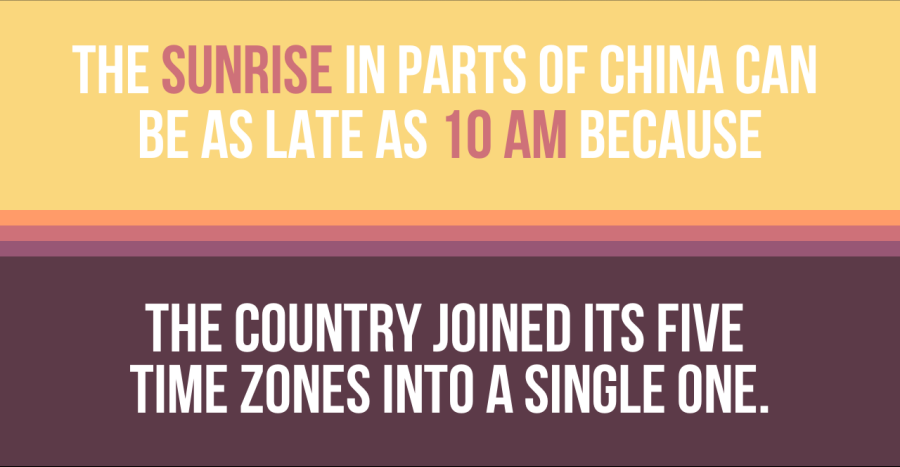 THE SUNRISE IN PARTS OF CHINA CAN
BE AS LATE AS 10 AM BECAUSE
THE COUNTRY JOINED ITS FIVE
TIME ZONES INTO A SINGLE ONE.